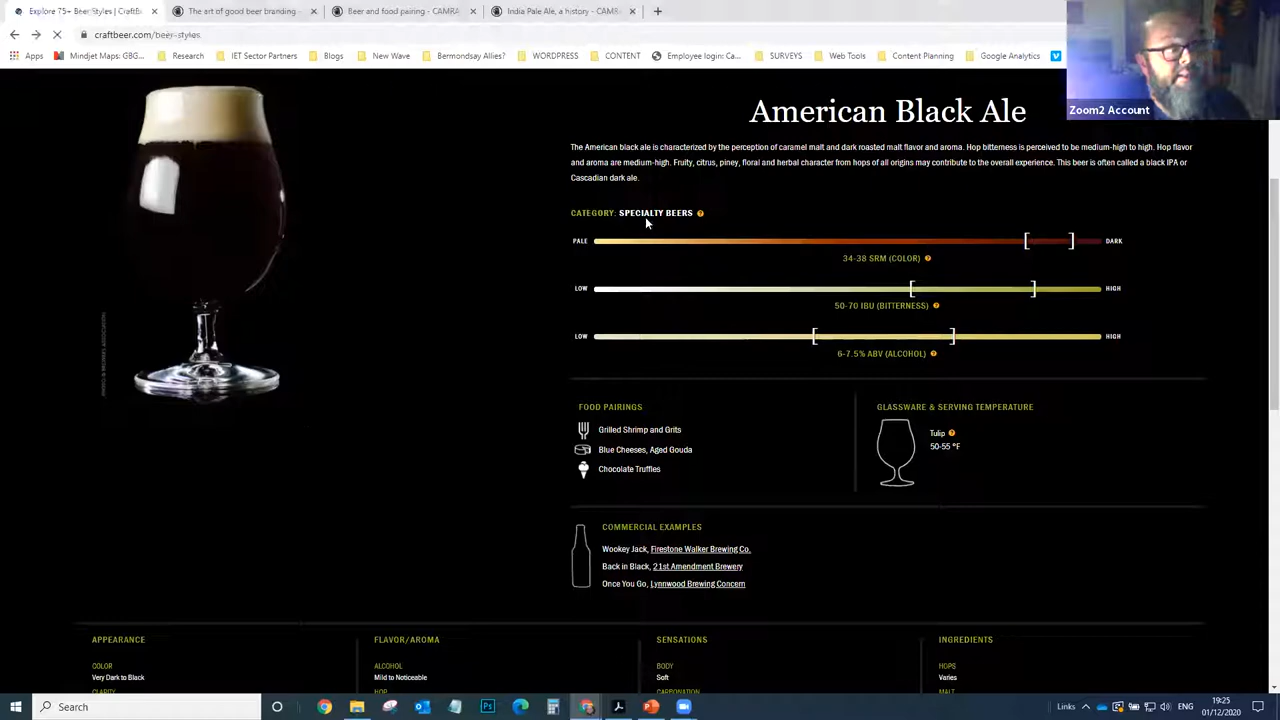 Explore 75+ Beer Styles | CraftB
The art of good beer branding -
Beer and food pairing - CAMRA
India Pale Ale, a history - CAMR
craftbeer.com/beer-styles
Apps
Mindjet Maps: GBG...
Research
IET Sector Partners
Blogs
New Wave
Bermondsay Allies?
WORDPRESS
CONTENT
Employee login: Ca...
SURVEYS
Web Tools
Content Planning
Google Analytics
Zoom2 Account
American Black Ale
The American black ale is characterized by the perception of caramel malt and dark roasted malt flavor and aroma. Hop bitterness is perceived to be medium-high to high. Hop flavor
and aroma are medium-high. Fruity, citrus, piney, floral and herbal character from hops of all origins may contribute to the overall experience. This beer is often called a black IPA or
Cascadian dark ale.
CATEGORY: SPECIALTY BEERS
PALE
DARK
34-38 SRM (COLOR)
LOW
HIGH
50-70 IBU (BITTERNESS)
LOW
HIGH
6-7.5% ABV (ALCOHOL)
FOOD PAIRINGS
Grilled Shrimp and Grits
Blue Cheeses, Aged Gouda
Chocolate Truffles
GLASSWARE & SERVING TEMPERATURE
Tulip
50-55 °F
COMMERCIAL EXAMPLES
Wookey Jack, Firestone Walker Brewing Co.
Back in Black, 21st Amendment Brewery
Once You Go, Lynnwood Brewing Concern
APPEARANCE
COLOR
Very Dark to Black
CLARITY
FLAVOR/AROMA
ALCOHOL
Mild to Noticeable
HOP
SENSATIONS
BODY
Soft
CARBONATION
INGREDIENTS
HOPS
Varies
MALT
Search
Links
ENG
19:25
01/12/2020